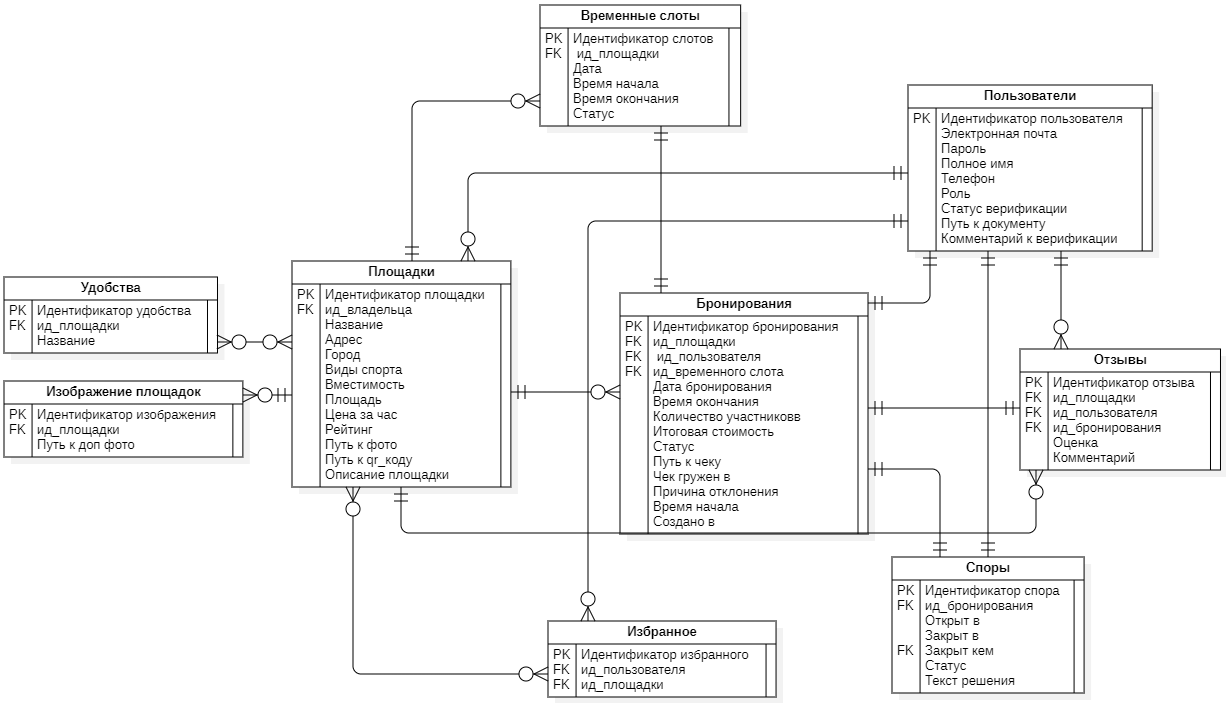 Временные слоты
PK Идентификатор слотов
FK ид_площадки
Дата
Время начала
Время окончания
Статус
Пользователи
PK Идентификатор пользователя
Электронная почта
Пароль
Полное имя
Телефон
Роль
Статус верификации
Путь к документу
Комментарий к верификации
Удобства
PK Идентификатор удобства
FK ид_площадки
Название
Изображение площадок
PK Идентификатор изображения
FK ид_площадки
Путь к доп фото
Площадки
PK Идентификатор площадки
FK ид_владельца
Название
Адрес
Город
Виды спорта
Вместимость
Площадь
Цена за час
Рейтинг
Путь к фото
Путь к qr_коду
Описание площадки
Бронирования
PK Идентификатор бронирования
FK ид_площадки
FK ид_пользователя
FK ид_временного слота
Дата бронирования
Время окончания
Количество участниковв
Итоговая стоимость
Статус
Путь к чеку
Чек гружен в
Причина отклонения
Время начала
Создано в
Отзывы
PK Идентификатор отзыва
FK ид_площадки
FK ид_пользователя
FK ид_бронирования
Оценка
Комментарий
Споры
PK Идентификатор спора
FK ид_бронирования
Открыт в
Закрыт в
FK Закрыт кем
Статус
Текст решения
Избранное
PK Идентификатор избранного
FK ид_пользователя
FK ид_площадки